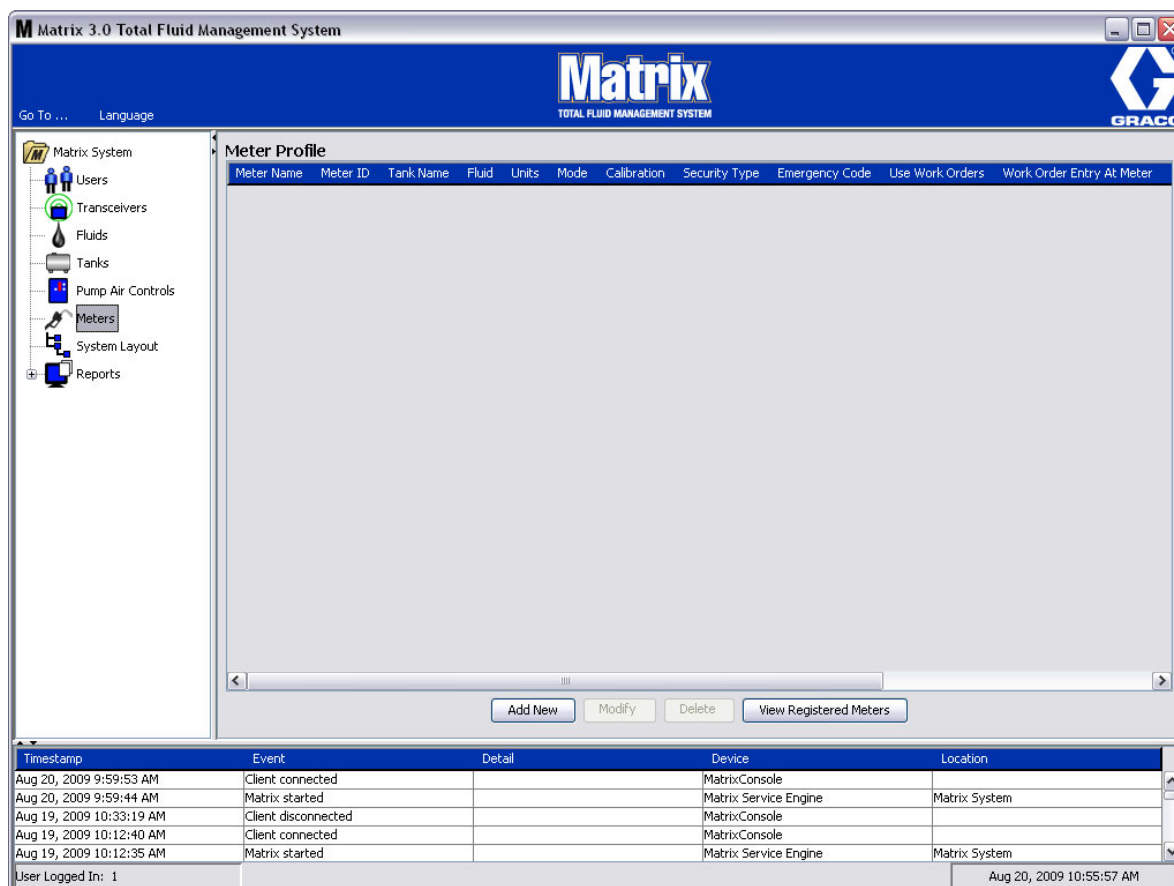 Matrix 3.0 Total Fluid Management System
Matrix
TOTAL FLUID MANAGEMENT SYSTEM
Go To ... Language
G
GRACO
Matrix System
Users
Transceivers
Fluids
Tanks
Pump Air Controls
Meters
System Layout
Reports
Meter Profile
Meter Name Meter ID Tank Name Fluid Units Mode Calibration Security Type Emergency Code Use Work Orders Work Order Entry At Meter
Add New Modify Delete View Registered Meters
Timestamp Event Detail Device Location
Aug 20, 2009 9:59:53 AM Client connected MatrixConsole
Aug 20, 2009 9:59:44 AM Matrix started Matrix Service Engine Matrix System
Aug 19, 2009 10:33:19 AM Client disconnected MatrixConsole
Aug 19, 2009 10:12:40 AM Client connected MatrixConsole
Aug 19, 2009 10:12:35 AM Matrix started Matrix Service Engine Matrix System
User Logged In: 1 Aug 20, 2009 10:55:57 AM